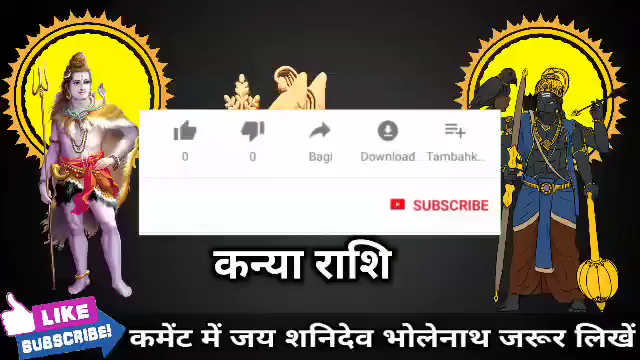 0 0 Bagi Download Tambahk...
SUBSCRIBE
कन्या राशि
LIKE
SUBSCRIBE!
कमेंट में जय शनिदेव भोलेनाथ जरूर लिखें